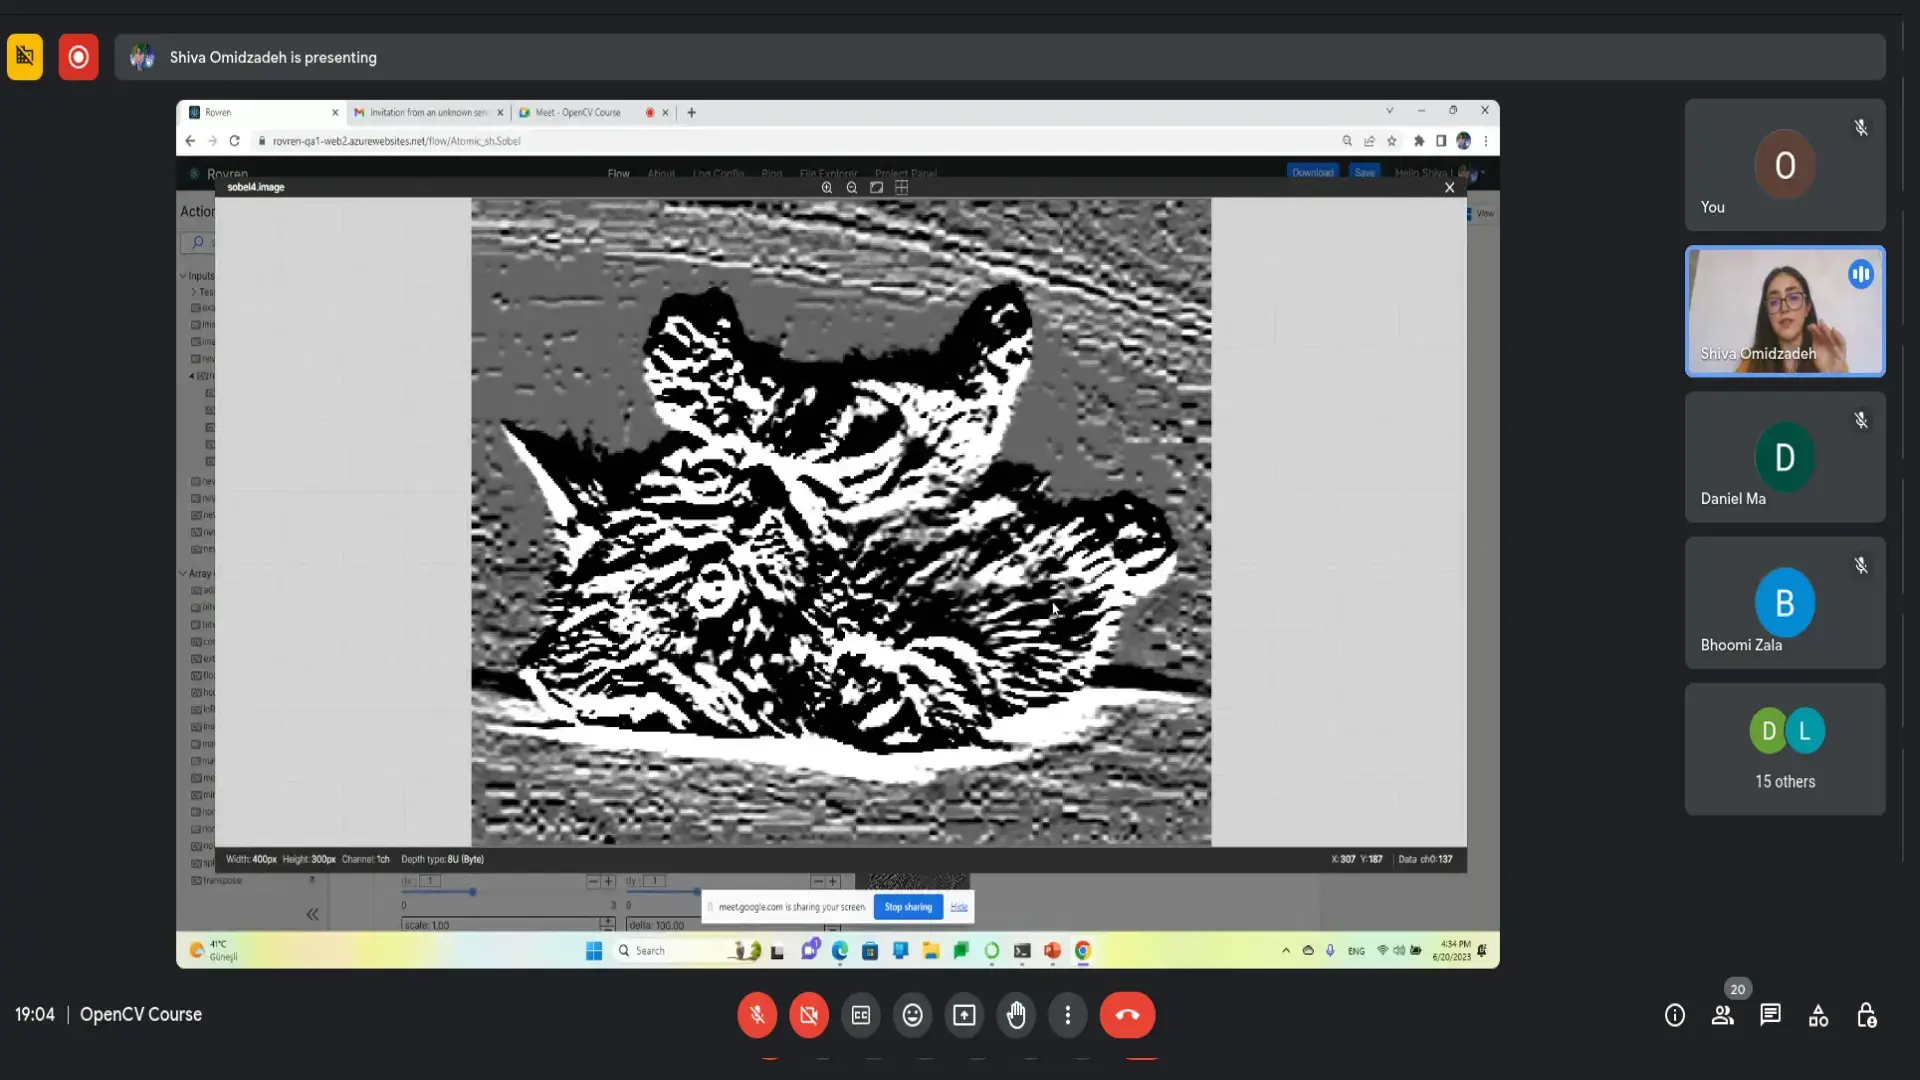 Shiva Omidzadeh is presenting
Rovren
Invitation from an unknown sen
Meet - OpenCV Course
rovren-qa1-web2.azurewebsites.net/flow/Atomic_sh.Sobel
Rovren
Flow About Log Config Blog File Explorer Project Panel
Download Save Hello Shiva !
sobel4.image
Action
View
Inputs
Array
transpose
Width: 400px Height: 300px Channel: 1ch Depth type: 8U (Byte)
X: 307 Y: 187 Data ch0: 137
dx: 1
dy: 1
0 3 0
scale: 1.00
delta: 100.00
meet.google.com is sharing your screen.
Stop sharing
Hide
41°C
Güneşli
Search
ENG
4:34 PM
6/20/2023
O
You
Shiva Omidzadeh
D
Daniel Ma
B
Bhoomi Zala
D L
15 others
19:04 | OpenCV Course
20